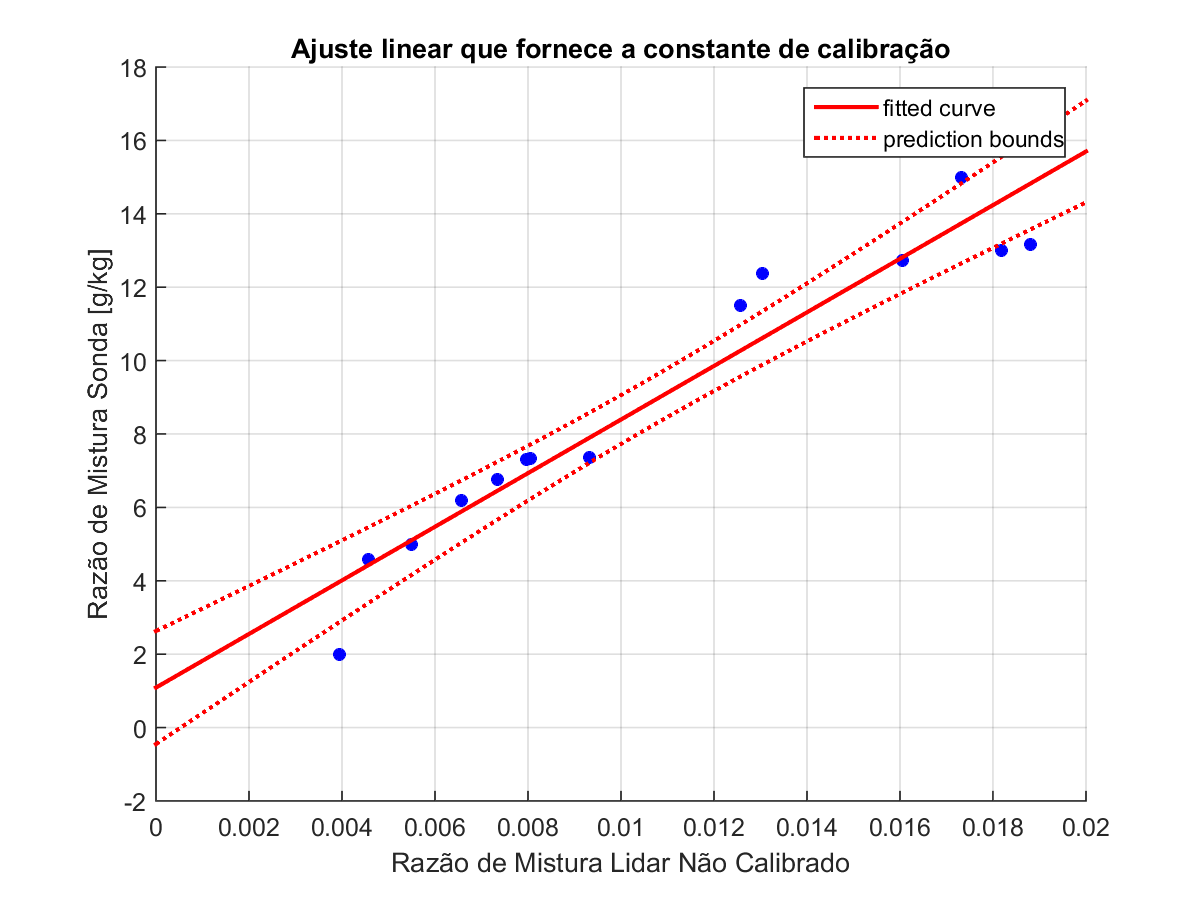 Ajuste linear que fornece a constante de calibração
fitted curve
prediction bounds
18
16
14
12
10
8
6
4
2
0
-2
Razão de Mistura Sonda [g/kg]
0 0.002 0.004 0.006 0.008 0.01 0.012 0.014 0.016 0.018 0.02
Razão de Mistura Lidar Não Calibrado